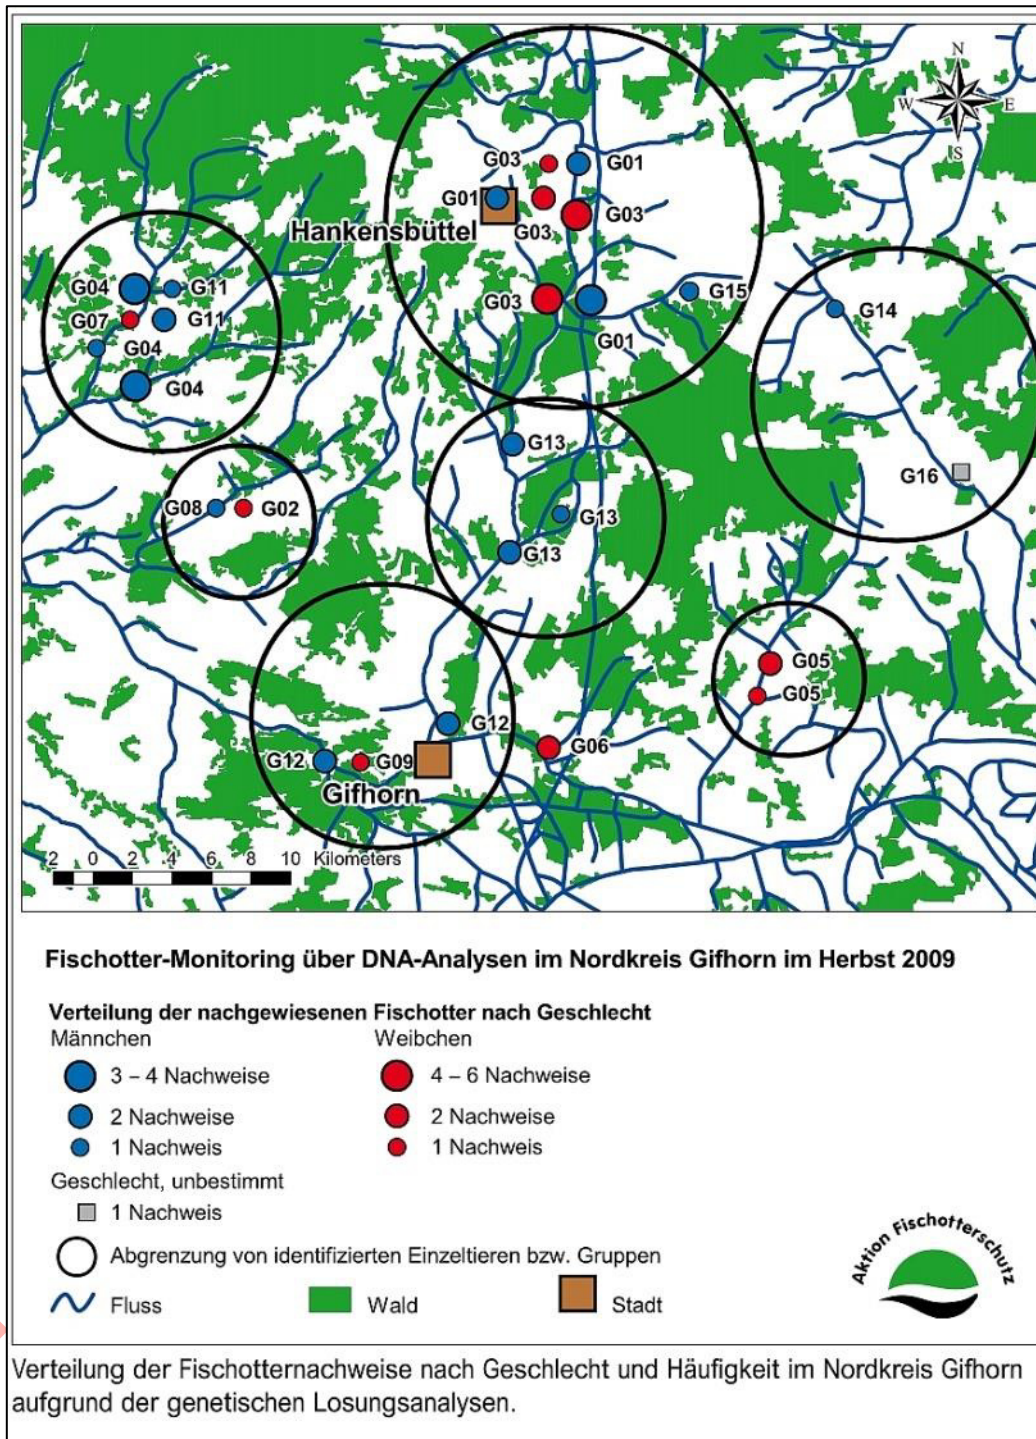 N
W E
S
G03 G01
G01
G03
Hankensbüttel
G03
G04 G11
G15
G03
G14
G07 G11
G01
G04
G04
G13
G16
G08 G02
G13
G13
G05
G05
G12
G06
G12 G09
Gifhorn
2 0 2 4 6 8 10 Kilometers
Fischotter-Monitoring über DNA-Analysen im Nordkreis Gifhorn im Herbst 2009
Verteilung der nachgewiesenen Fischotter nach Geschlecht
Männchen Weibchen
3 – 4 Nachweise 4 – 6 Nachweise
2 Nachweise 2 Nachweise
1 Nachweis 1 Nachweis
Geschlecht, unbestimmt
1 Nachweis
Abgrenzung von identifizierten Einzeltieren bzw. Gruppen
Fluss Wald Stadt
Aktion Fischotterschutz
Verteilung der Fischotternachweise nach Geschlecht und Häufigkeit im Nordkreis Gifhorn
aufgrund der genetischen Losungsanalysen.